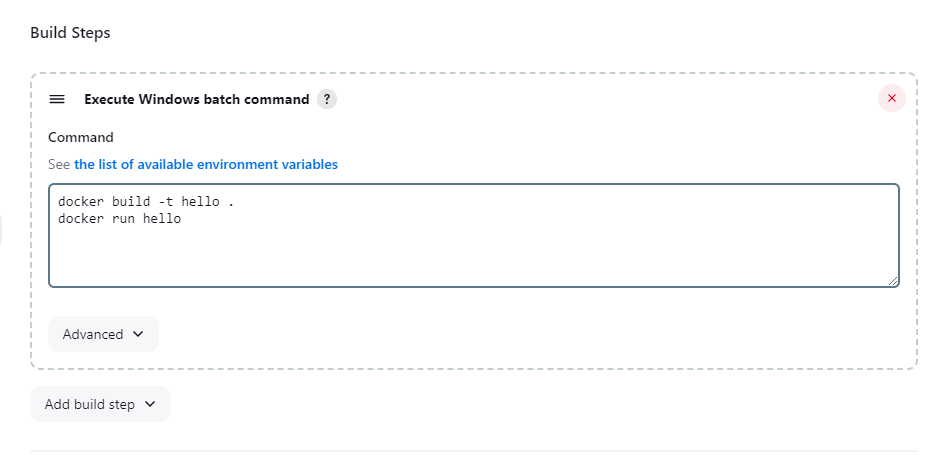 Build Steps
Execute Windows batch command ?
Command
See the list of available environment variables
docker build -t hello .
docker run hello
Advanced
Add build step